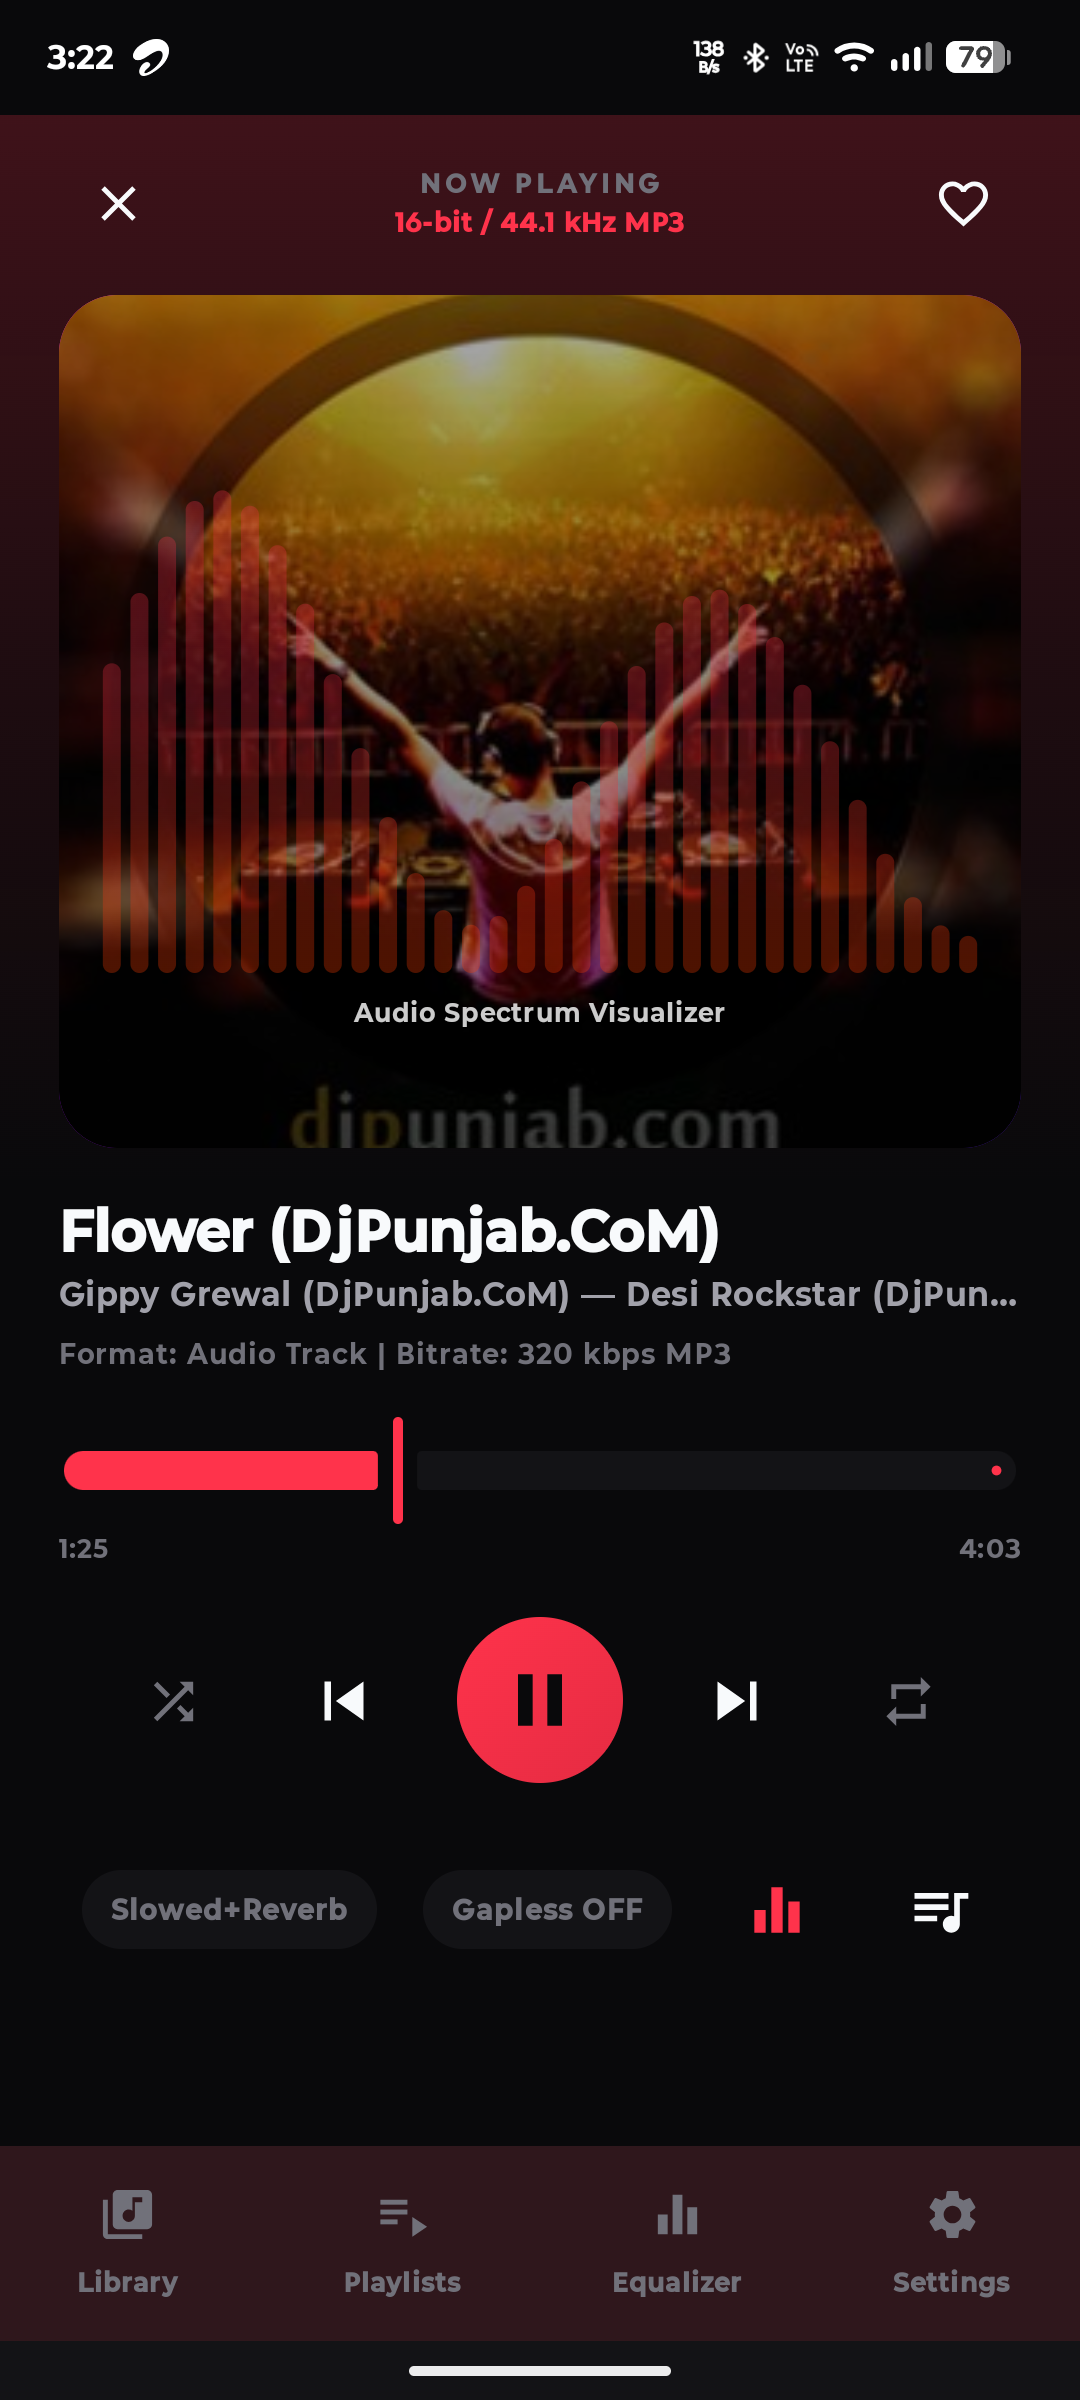 3:22
138
B/s
Vo
LTE
79
NOW PLAYING
16-bit / 44.1 kHz MP3
Audio Spectrum Visualizer
djpunjab.com
Flower (DjPunjab.CoM)
Gippy Grewal (DjPunjab.CoM) — Desi Rockstar (DjPun...
Format: Audio Track | Bitrate: 320 kbps MP3
1:25
4:03
Slowed+Reverb
Gapless OFF
Library
Playlists
Equalizer
Settings